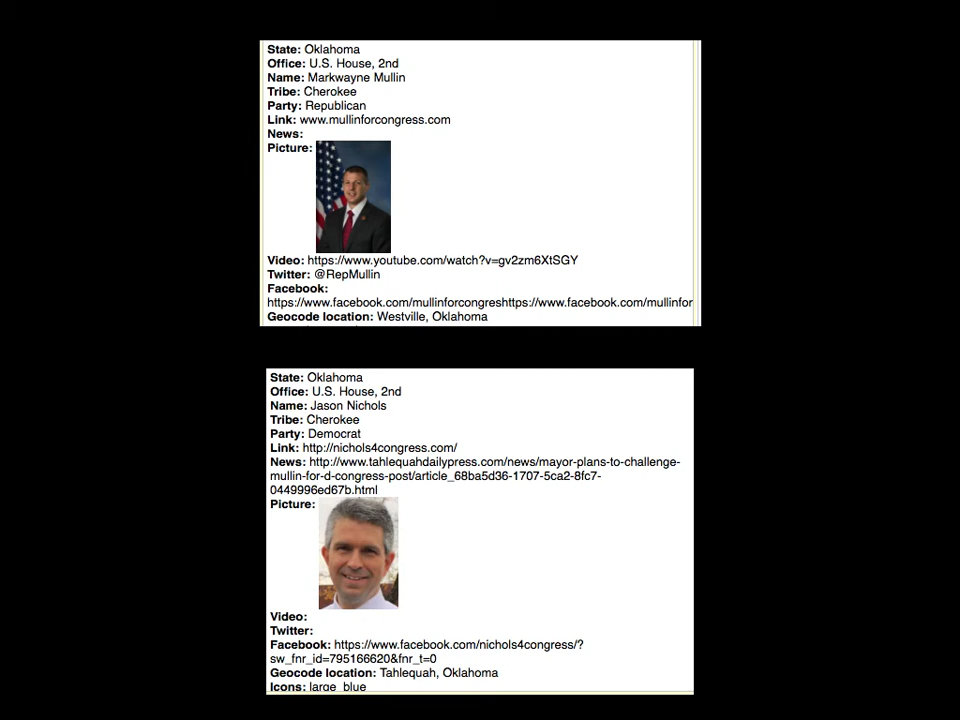 State: Oklahoma
Office: U.S. House, 2nd
Name: Markwayne Mullin
Tribe: Cherokee
Party: Republican
Link: www.mullinforcongress.com
News:
Picture:
Video: https://www.youtube.com/watch?v=gv2zm6XtSGY
Twitter: @RepMullin
Facebook:
https://www.facebook.com/mullinforcongreshttps://www.facebook.com/mullinfor
Geocode location: Westville, Oklahoma
State: Oklahoma
Office: U.S. House, 2nd
Name: Jason Nichols
Tribe: Cherokee
Party: Democrat
Link: http://nichols4congress.com/
News: http://www.tahlequahdailypress.com/news/mayor-plans-to-challenge-
mullin-for-d-congress-post/article_68ba5d36-1707-5ca2-8fc7-
0449996ed67b.html
Picture:
Video:
Twitter:
Facebook: https://www.facebook.com/nichols4congress/?
sw_fnr_id=795166620&fnr_t=0
Geocode location: Tahlequah, Oklahoma
Icons: large_blue